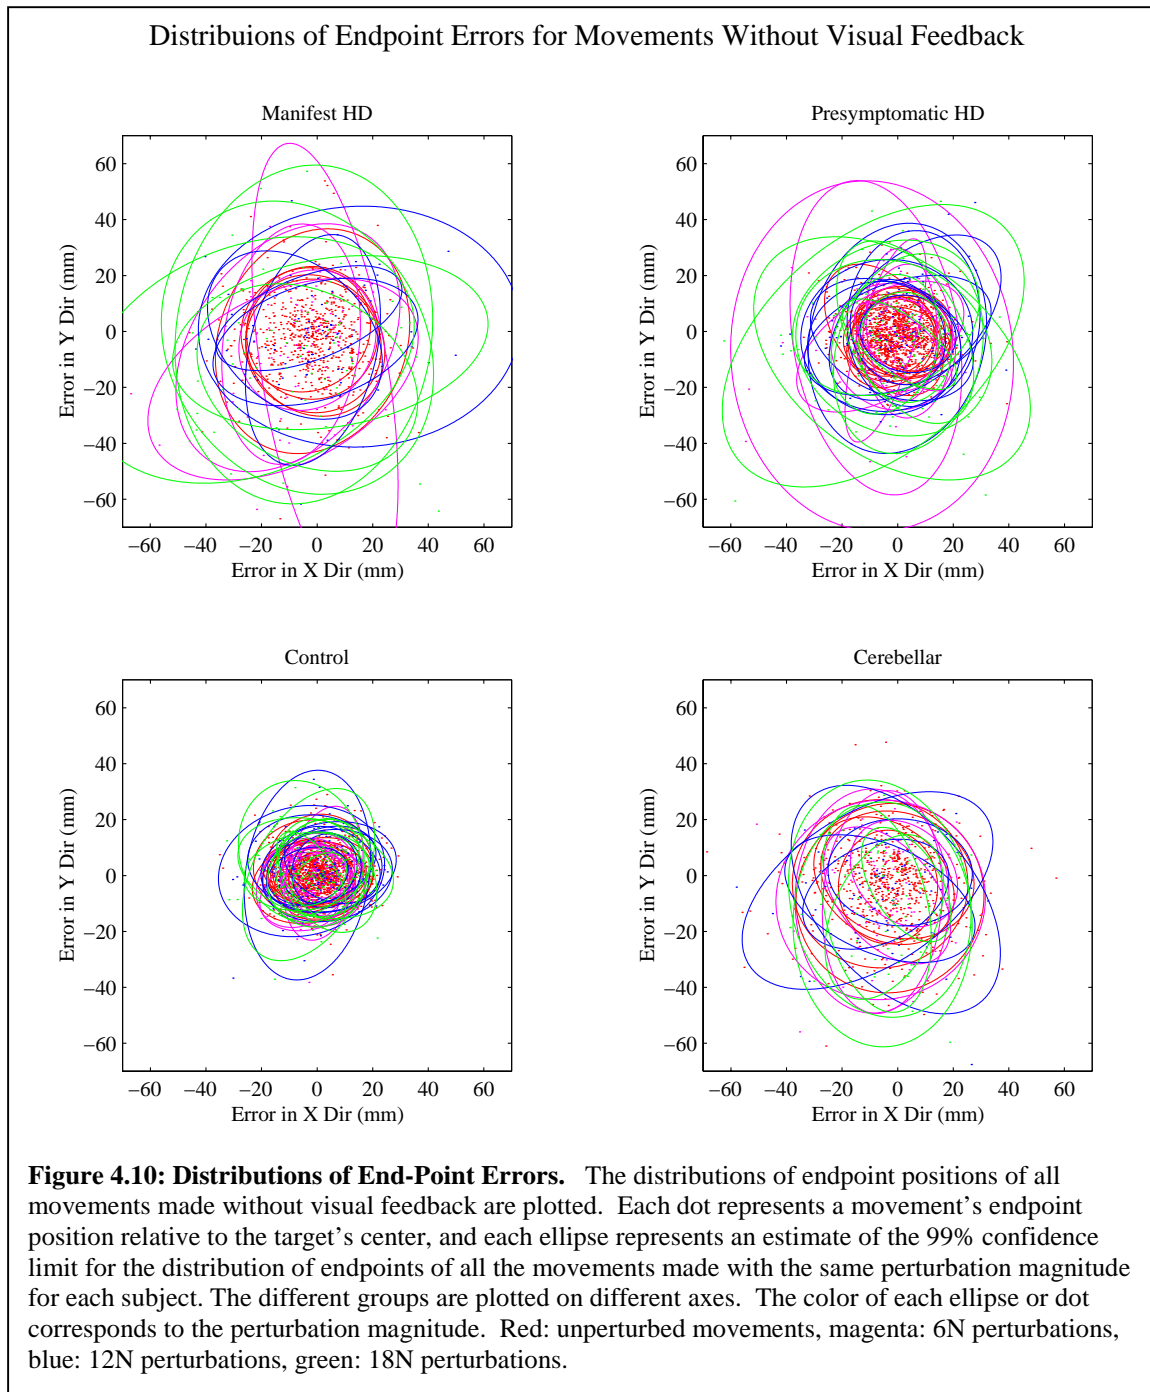 Distribuions of Endpoint Errors for Movements Without Visual Feedback
Manifest HD
60
40
20
0
−20
−40
−60
Error in Y Dir (mm)
−60 −40 −20 0 20 40 60
Error in X Dir (mm)
Presymptomatic HD
60
40
20
0
−20
−40
−60
Error in Y Dir (mm)
−60 −40 −20 0 20 40 60
Error in X Dir (mm)
Control
60
40
20
0
−20
−40
−60
Error in Y Dir (mm)
−60 −40 −20 0 20 40 60
Error in X Dir (mm)
Cerebellar
60
40
20
0
−20
−40
−60
Error in Y Dir (mm)
−60 −40 −20 0 20 40 60
Error in X Dir (mm)
Figure 4.10: Distributions of End-Point Errors. The distributions of endpoint positions of all
movements made without visual feedback are plotted. Each dot represents a movement’s endpoint
position relative to the target’s center, and each ellipse represents an estimate of the 99% confidence
limit for the distribution of endpoints of all the movements made with the same perturbation magnitude
for each subject. The different groups are plotted on different axes. The color of each ellipse or dot
corresponds to the perturbation magnitude. Red: unperturbed movements, magenta: 6N perturbations,
blue: 12N perturbations, green: 18N perturbations.